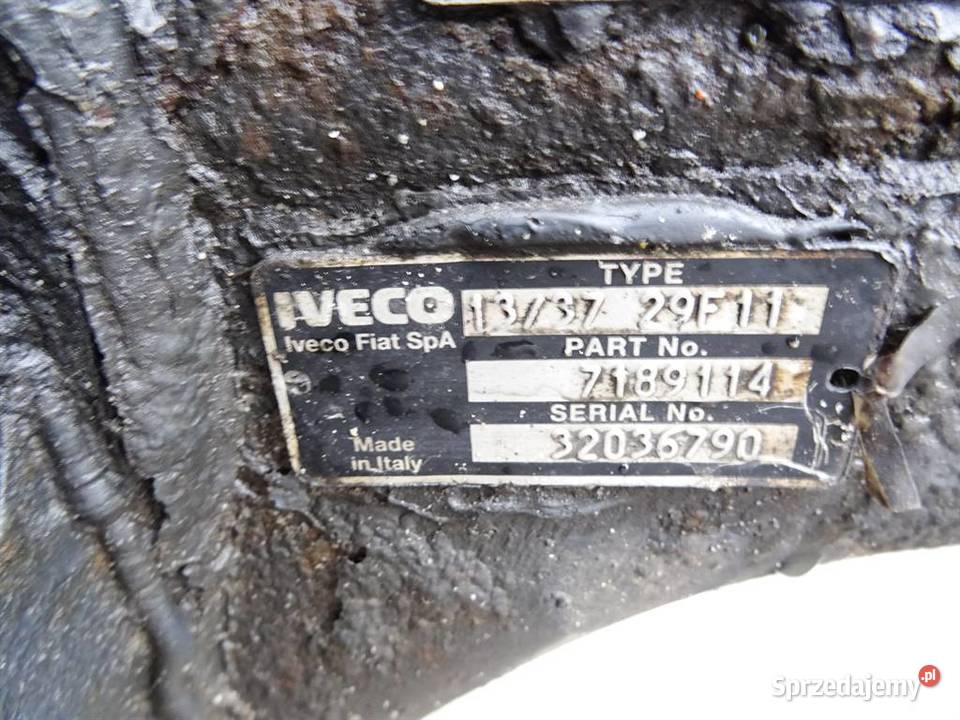 TYPE
IVECO 13/37 29F11
Iveco Fiat SpA
PART No.
7189114
SERIAL No.
32036790
Made
in Italy
Sprzedajemy.pl